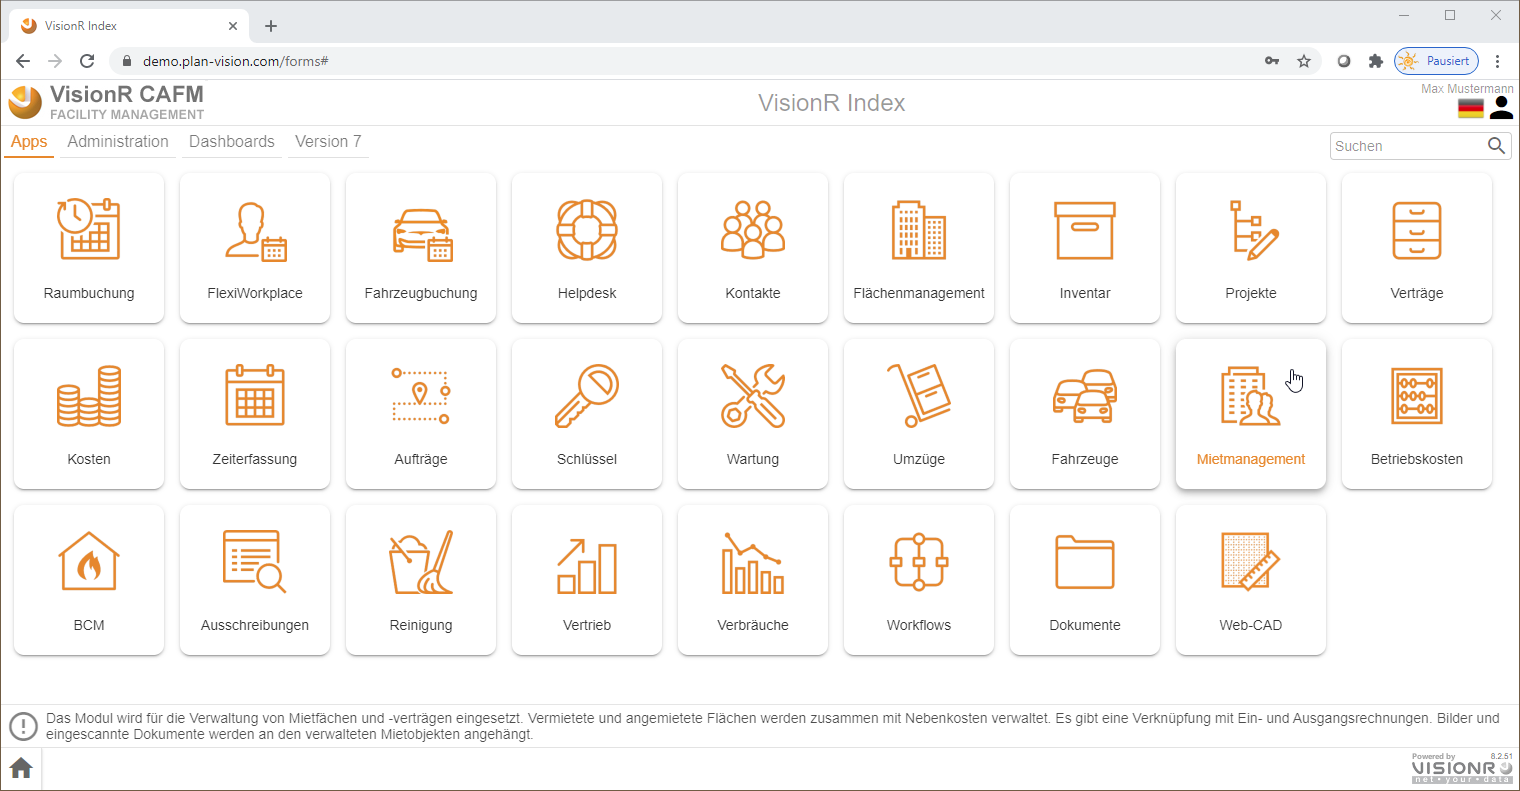 VisionR Index
demo.plan-vision.com/forms#
Pausiert
VisionR CAFM
FACILITY MANAGEMENT
VisionR Index
Max Mustermann
Apps Administration Dashboards Version 7
Suchen
Raumbuchung FlexiWorkplace Fahrzeugbuchung Helpdesk Kontakte Flächenmanagement Inventar Projekte Verträge
Kosten Zeiterfassung Aufträge Schlüssel Wartung Umzüge Fahrzeuge Mietmanagement Betriebskosten
BCM Ausschreibungen Reinigung Vertrieb Verbräuche Workflows Dokumente Web-CAD
Das Modul wird für die Verwaltung von Mietfächen und -verträgen eingesetzt. Vermietete und angemietete Flächen werden zusammen mit Nebenkosten verwaltet. Es gibt eine Verknüpfung mit Ein- und Ausgangsrechnungen. Bilder und
eingescannte Dokumente werden an den verwalteten Mietobjekten angehängt.
Powered by 6.2.51
VISIONR
net•your•data